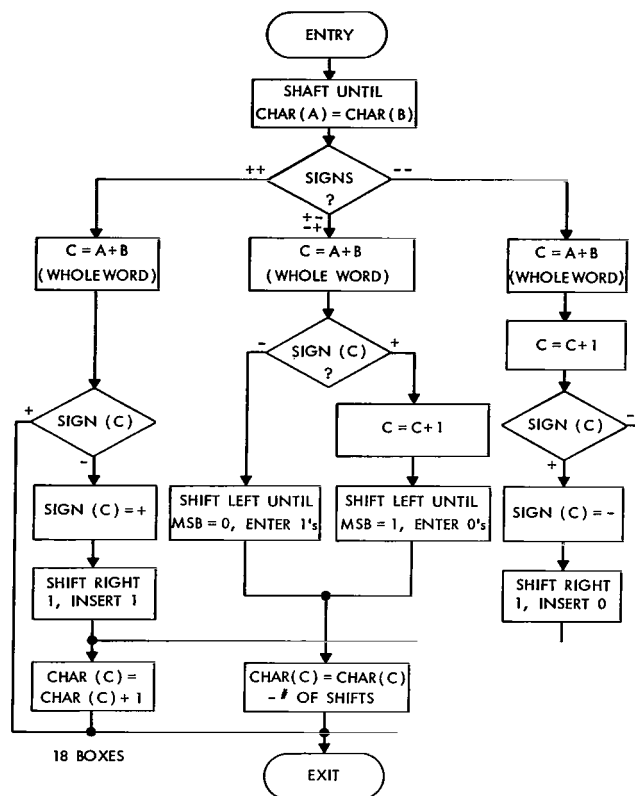 ENTRY
SHAFT UNTIL
CHAR (A) = CHAR (B)
++
SIGNS
?
--
+-
-+
C = A+B
(WHOLE WORD)
C = A+B
(WHOLE WORD)
C = A+B
(WHOLE WORD)
-
SIGN (C)
?
+
C = C+1
+
SIGN (C)
-
C = C+1
SIGN (C)
-
+
SIGN (C) = +
SHIFT LEFT UNTIL
MSB = 0, ENTER 1's
SHIFT LEFT UNTIL
MSB = 1, ENTER 0's
SIGN (C) = -
SHIFT RIGHT
1, INSERT 1
SHIFT RIGHT
1, INSERT 0
CHAR (C) =
CHAR (C) + 1
CHAR(C) = CHAR(C)
- # OF SHIFTS
18 BOXES
EXIT